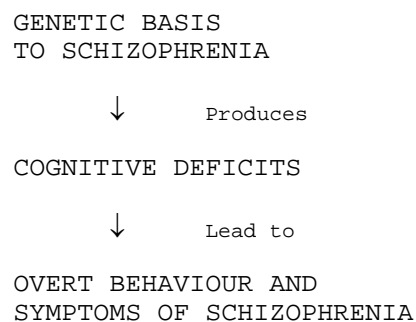 GENETIC BASIS
TO SCHIZOPHRENIA
↓ Produces
COGNITIVE DEFICITS
↓ Lead to
OVERT BEHAVIOUR AND
SYMPTOMS OF SCHIZOPHRENIA